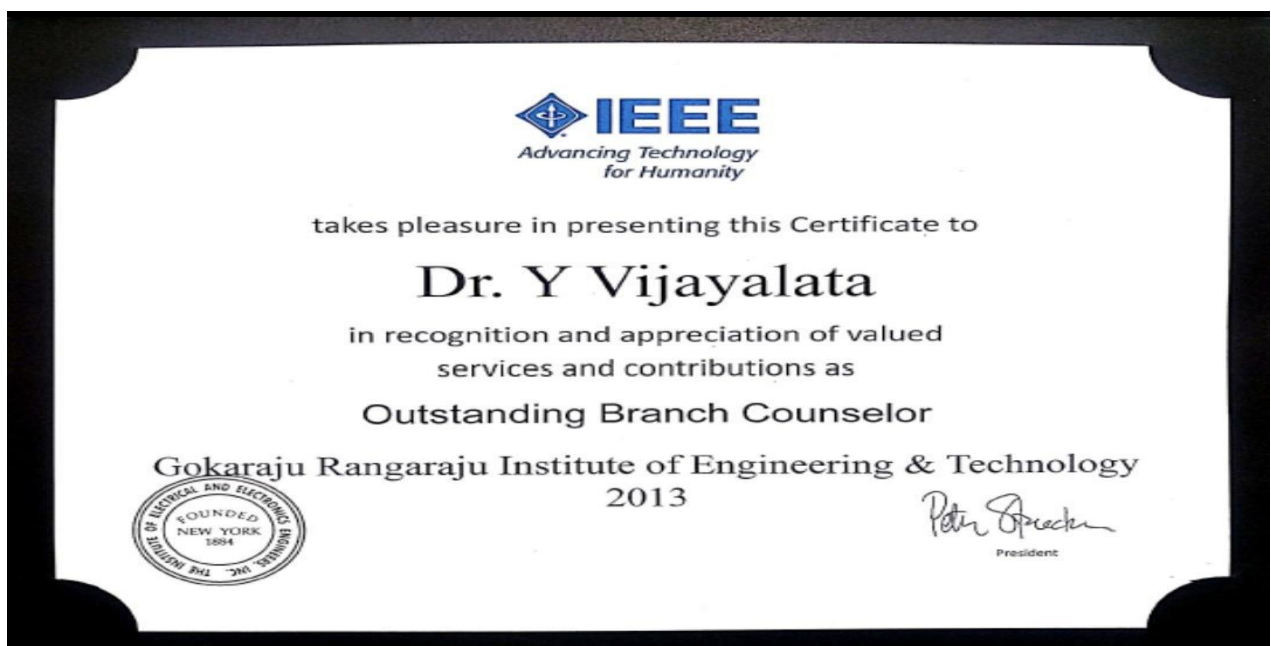 IEEE
Advancing Technology
for Humanity
takes pleasure in presenting this Certificate to
Dr. Y Vijayalata
in recognition and appreciation of valued
services and contributions as
Outstanding Branch Counselor
Gokaraju Rangaraju Institute of Engineering & Technology
2013
THE INSTITUTE OF ELECTRICAL AND ELECTRONICS ENGINEERS, INC.
FOUNDED
NEW YORK
1884
President